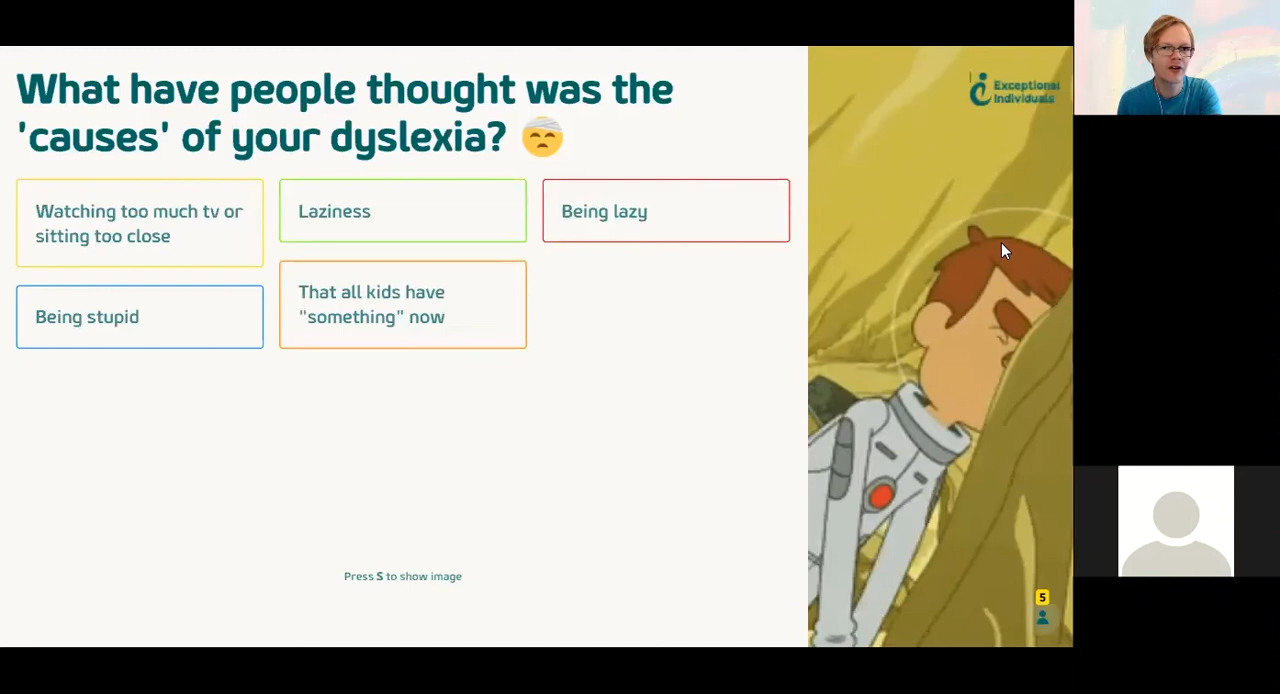 What have people thought was the
'causes' of your dyslexia?
Exceptional
Individuals
Watching too much tv or
sitting too close
Laziness
Being lazy
Being stupid
That all kids have
"something" now
Press S to show image
5